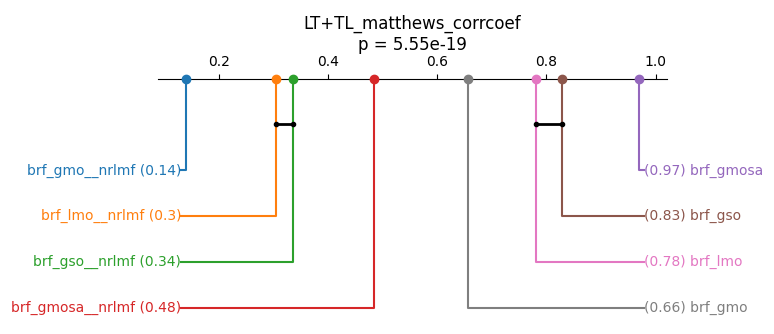 LT+TL_matthews_corrcoef
p = 5.55e-19
0.2 0.4 0.6 0.8 1.0
brf_gmo__nrlmf (0.14) (0.97) brf_gmosa
brf_lmo__nrlmf (0.3) (0.83) brf_gso
brf_gso__nrlmf (0.34) (0.78) brf_lmo
brf_gmosa__nrlmf (0.48) (0.66) brf_gmo